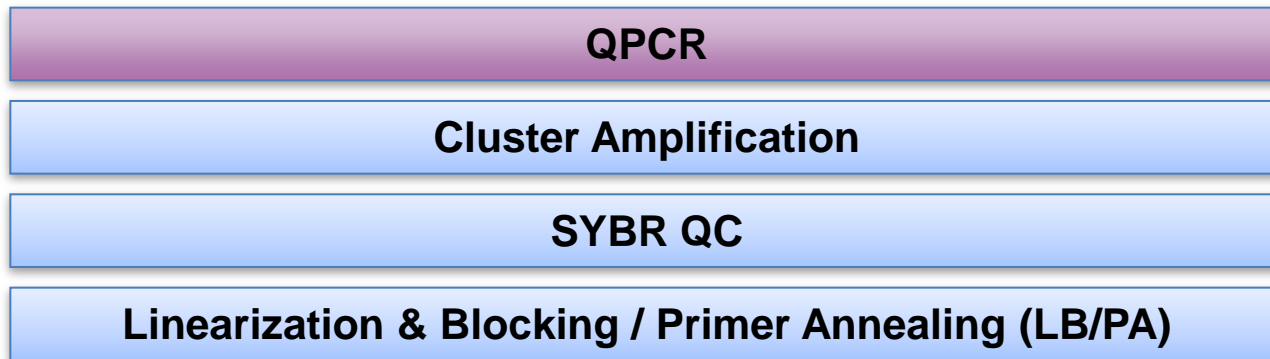 QPCR
Cluster Amplification
SYBR QC
Linearization & Blocking / Primer Annealing (LB/PA)